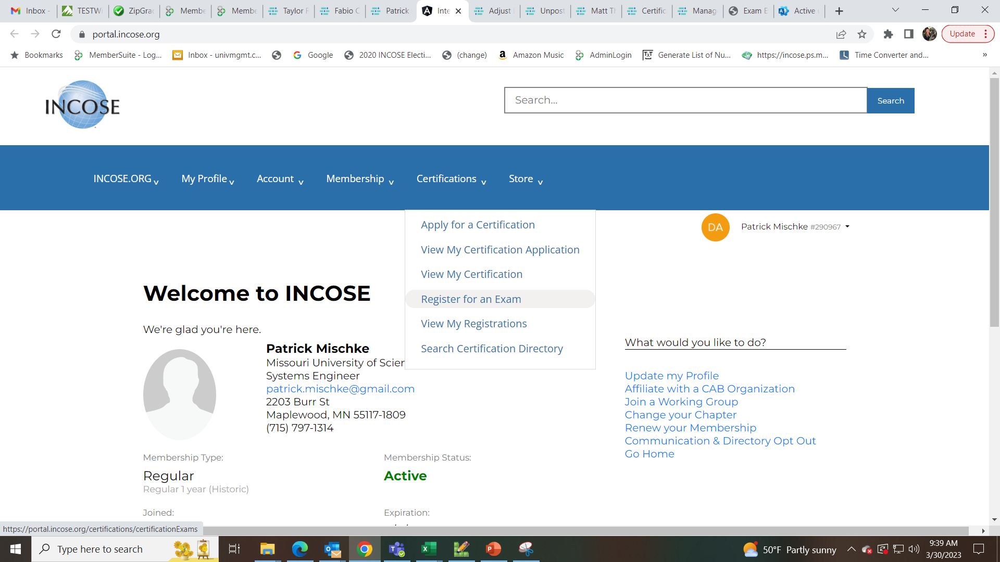 Inbox -
TESTWi
ZipGrac
Membe
Membe
Taylor F
Fabio C
Patrick
Inte
Adjust
Unpost
Matt Th
Certific
Manag
Exam E
Active
portal.incose.org
Update
Bookmarks
MemberSuite - Log...
Inbox - univmgmt.c...
Google
2020 INCOSE Electi...
(change)
Amazon Music
AdminLogin
Generate List of Nu...
https://incose.ps.m...
Time Converter and...
»
INCOSE
Search...
Search
INCOSE.ORG
My Profile
Account
Membership
Certifications
Store
Apply for a Certification
View My Certification Application
View My Certification
Register for an Exam
View My Registrations
Search Certification Directory
DA
Patrick Mischke #290967
Welcome to INCOSE
We're glad you're here.
Patrick Mischke
Missouri University of Scien
Systems Engineer
patrick.mischke@gmail.com
2203 Burr St
Maplewood, MN 55117-1809
(715) 797-1314
What would you like to do?
Update my Profile
Affiliate with a CAB Organization
Join a Working Group
Change your Chapter
Renew your Membership
Communication & Directory Opt Out
Go Home
Membership Type:
Regular
Regular 1 year (Historic)
Membership Status:
Active
Joined:
Expiration:
https://portal.incose.org/certifications/certificationExams
Type here to search
50°F Partly sunny
9:39 AM
3/30/2023